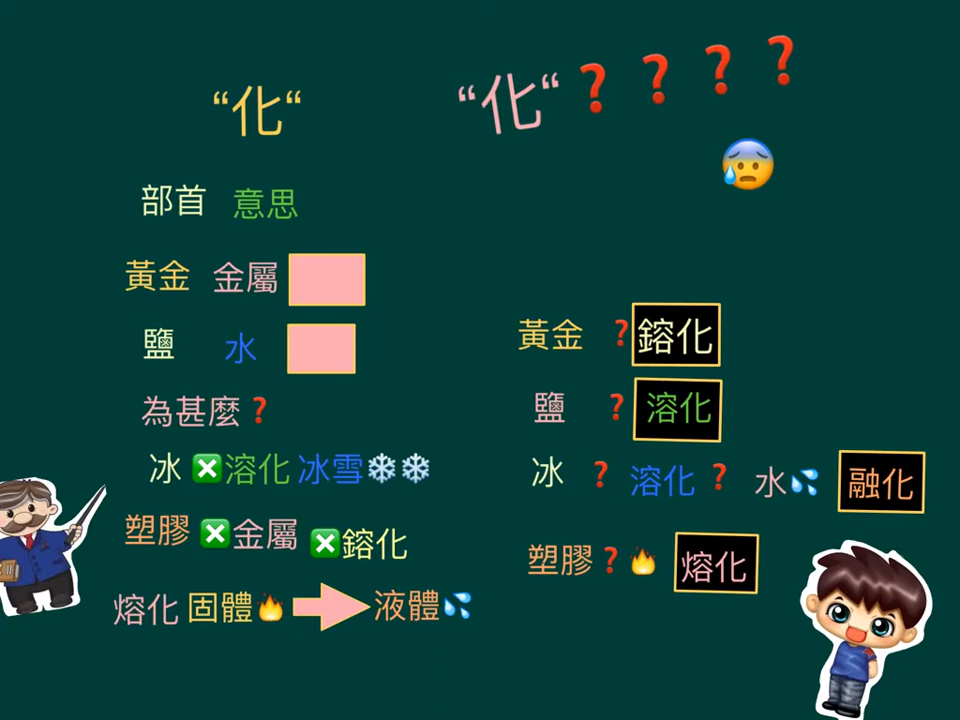 “化“
“化“❓❓❓❓
部首 意思
黃金 金屬
鹽 水
為甚麼❓
冰 ❎溶化 冰雪❄❄
塑膠 ❎金屬 ❎鎔化
熔化 固體🔥 液體💦
黃金 ❓鎔化
鹽 ❓溶化
冰 ❓溶化❓水💦 融化
塑膠❓🔥 熔化